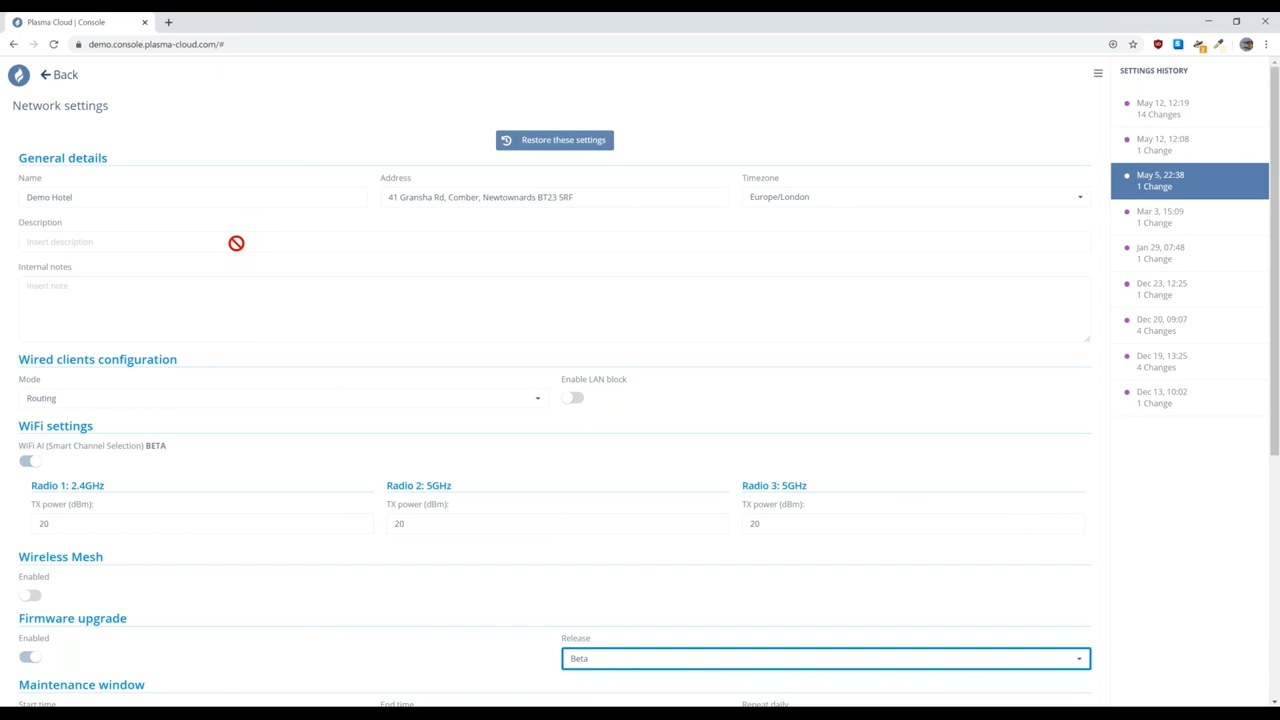 Plasma Cloud | Console
demo.console.plasma-cloud.com/#
Back
Network settings
Restore these settings
General details
Name
Address
Timezone
Demo Hotel
41 Gransha Rd, Comber, Newtownards BT23 5RF
Europe/London
Description
Insert description
Internal notes
Insert note
Wired clients configuration
Mode
Enable LAN block
Routing
WiFi settings
WiFi AI (Smart Channel Selection) BETA
Radio 1: 2.4GHz
Radio 2: 5GHz
Radio 3: 5GHz
TX power (dBm):
TX power (dBm):
TX power (dBm):
20
20
20
Wireless Mesh
Enabled
Firmware upgrade
Enabled
Release
Beta
Maintenance window
Start time
End time
Repeat daily
SETTINGS HISTORY
May 12, 12:19
14 Changes
May 12, 12:08
1 Change
May 5, 22:38
1 Change
Mar 3, 15:09
1 Change
Jan 29, 07:48
1 Change
Dec 23, 12:25
1 Change
Dec 20, 09:07
4 Changes
Dec 19, 13:25
4 Changes
Dec 13, 10:02
1 Change